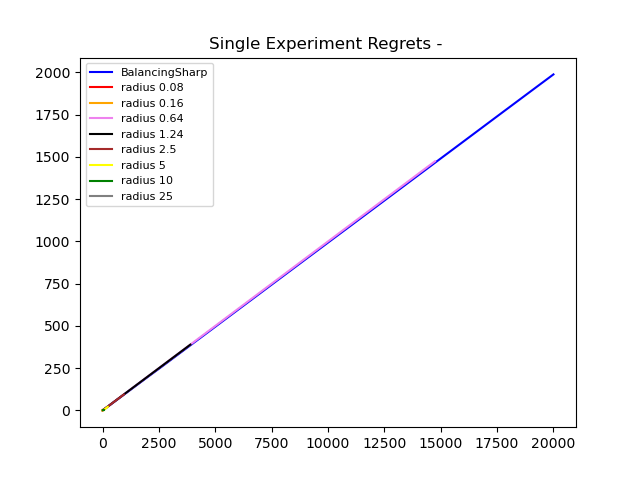 Single Experiment Regrets -
BalancingSharp
radius 0.08
radius 0.16
radius 0.64
radius 1.24
radius 2.5
radius 5
radius 10
radius 25
2000
1750
1500
1250
1000
750
500
250
0
0 2500 5000 7500 10000 12500 15000 17500 20000